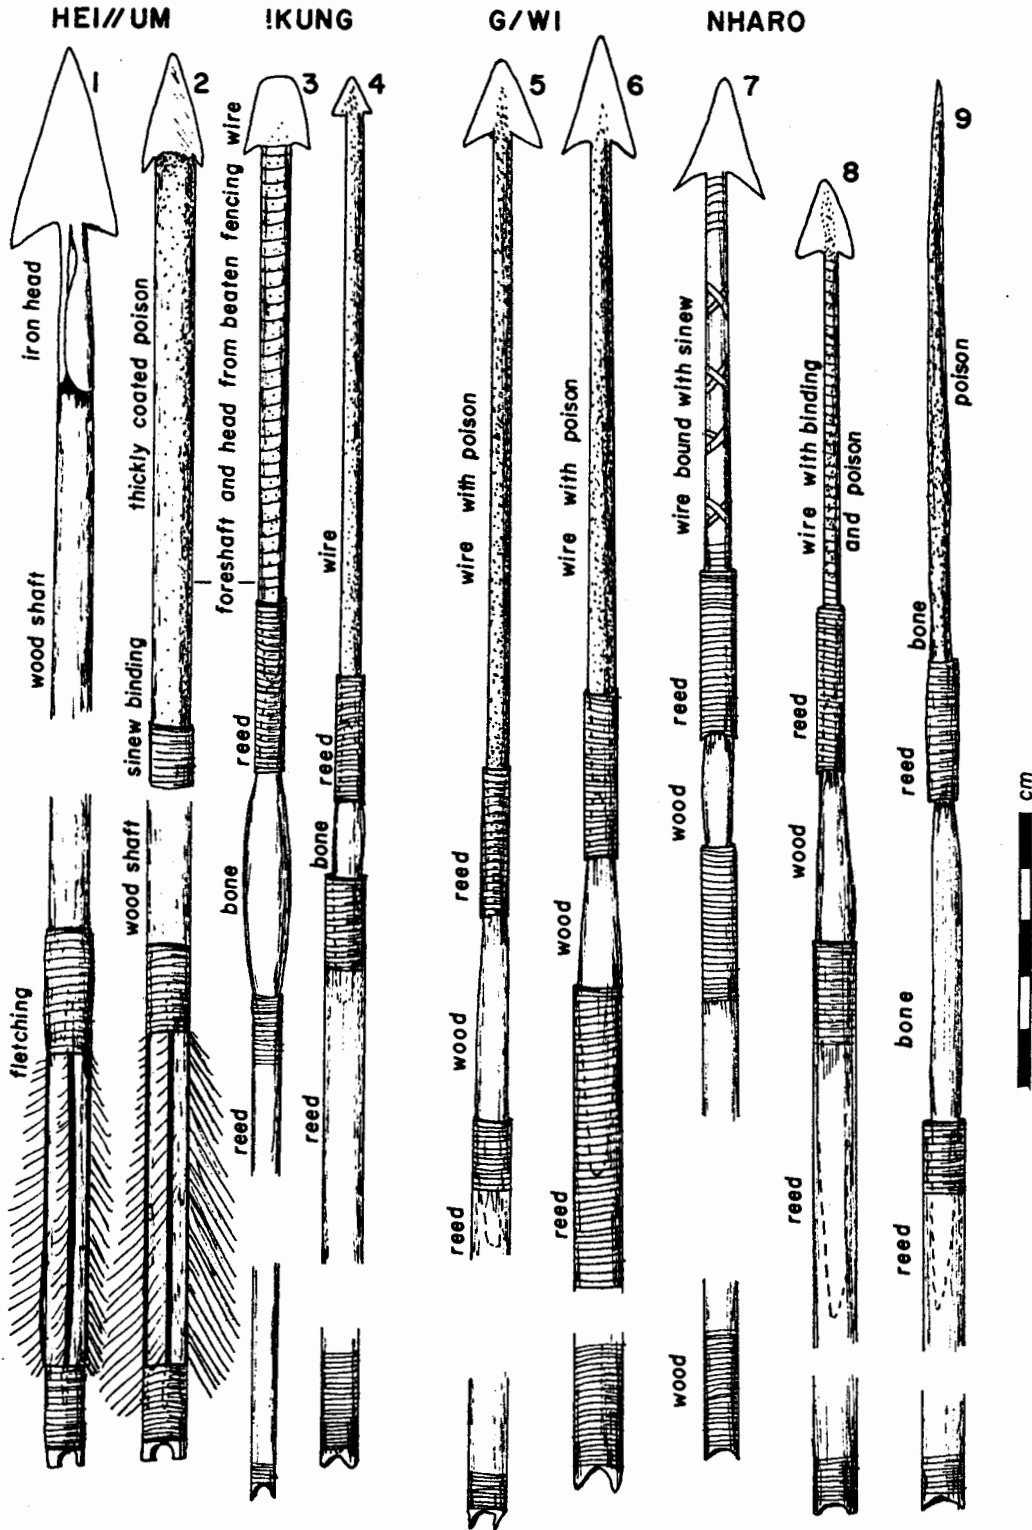 HEI//UM
!KUNG
G/WI
NHARO
1
iron head
wood shaft
fletching
2
thickly coated poison
sinew binding
wood shaft
3
foreshaft and head from beaten fencing wire
reed
bone
reed
4
wire
reed
bone
reed
5
wire with poison
reed
wood
reed
6
wire with poison
wood
reed
7
wire bound with sinew
reed
wood
wood
8
wire with binding
and poison
reed
wood
reed
9
poison
bone
reed
bone
reed
cm